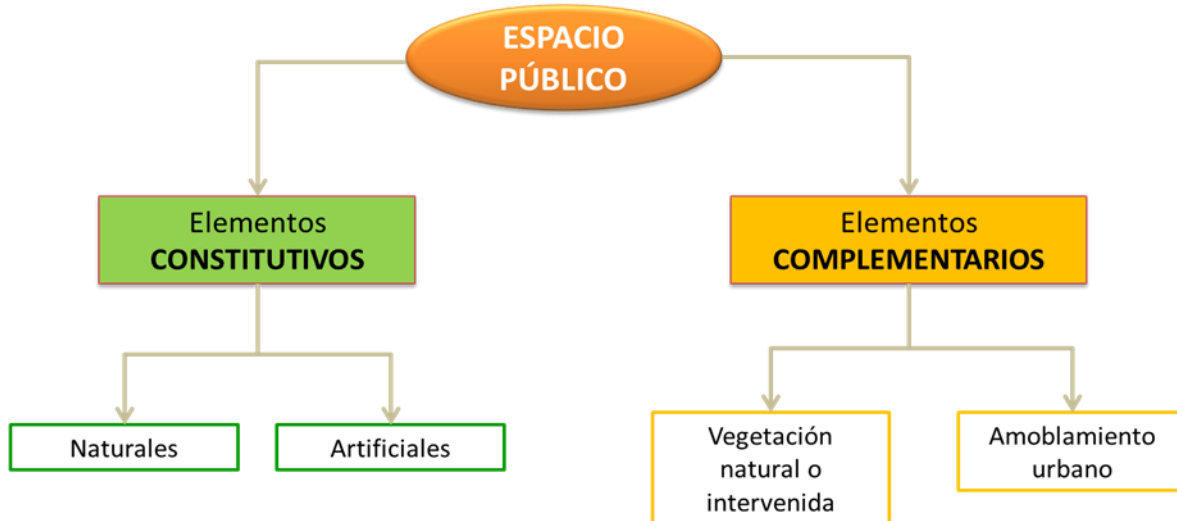 ESPACIO
PÚBLICO
Elementos
CONSTITUTIVOS
Elementos
COMPLEMENTARIOS
Naturales
Artificiales
Vegetación
natural o
intervenida
Amoblamiento
urbano